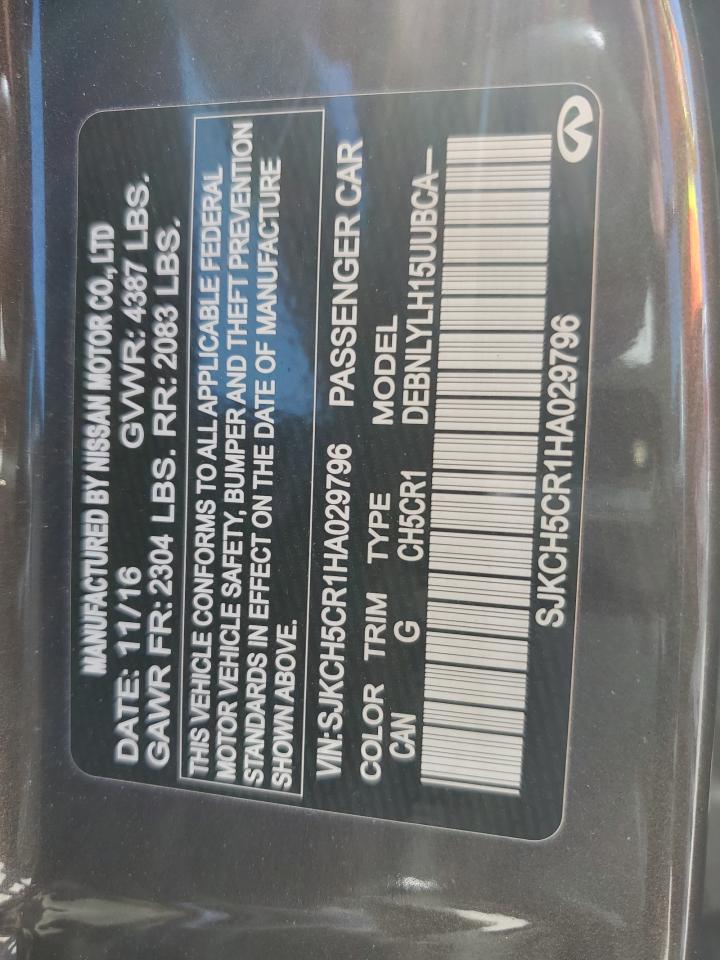 MANUFACTURED BY NISSAN MOTOR CO., LTD
DATE: 11/16 GVWR: 4387 LBS.
GAWR FR: 2304 LBS. RR: 2083 LBS.
THIS VEHICLE CONFORMS TO ALL APPLICABLE FEDERAL
MOTOR VEHICLE SAFETY, BUMPER AND THEFT PREVENTION
STANDARDS IN EFFECT ON THE DATE OF MANUFACTURE
SHOWN ABOVE.
VIN:SJKCH5CR1HA029796 PASSENGER CAR
COLOR TRIM TYPE MODEL
CAN G CH5CR1 DEBNLYLH15UUBCA–
SJKCH5CR1HA029796